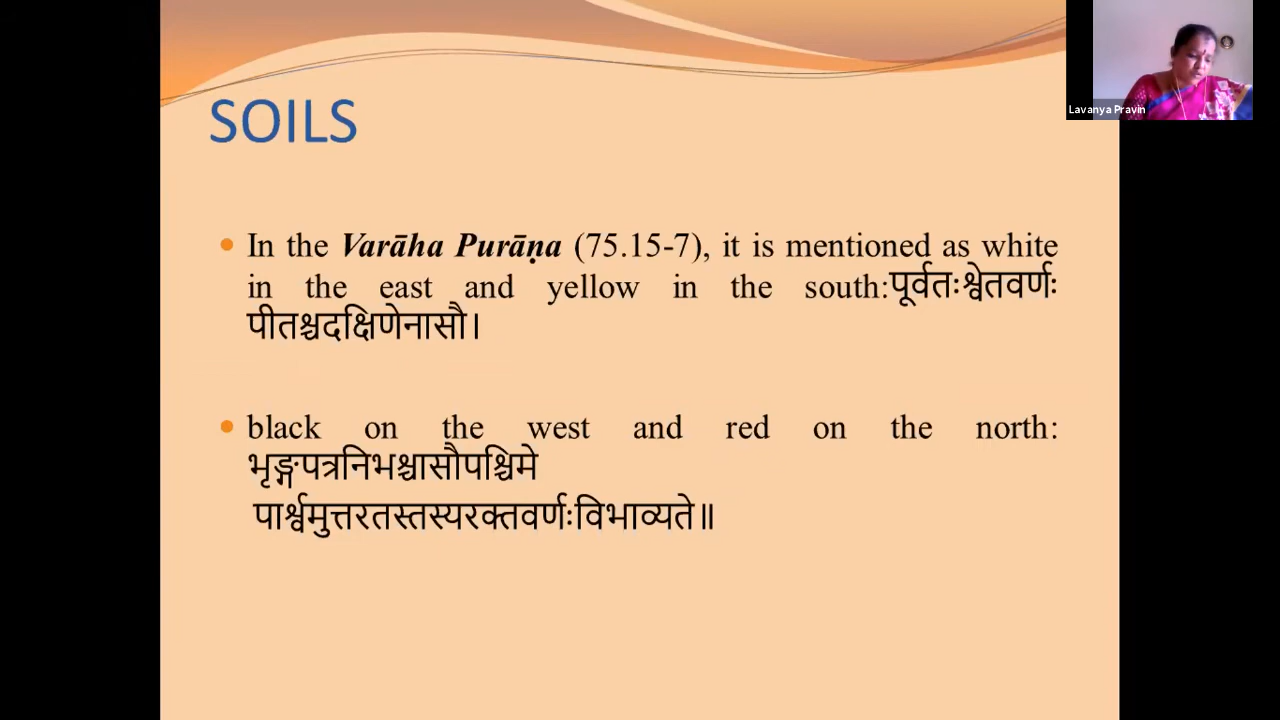 Lavanya Pravin
SOILS
In the Varāha Purāṇa (75.15-7), it is mentioned as white
in the east and yellow in the south:पूर्वतःश्वेतवर्णः
पीतश्चदक्षिणेनासौ।
black on the west and red on the north:
भृङ्गपत्रनिभश्चासौपश्चिमे
पार्श्वमुत्तरतस्तस्यरक्तवर्णःविभाव्यते॥